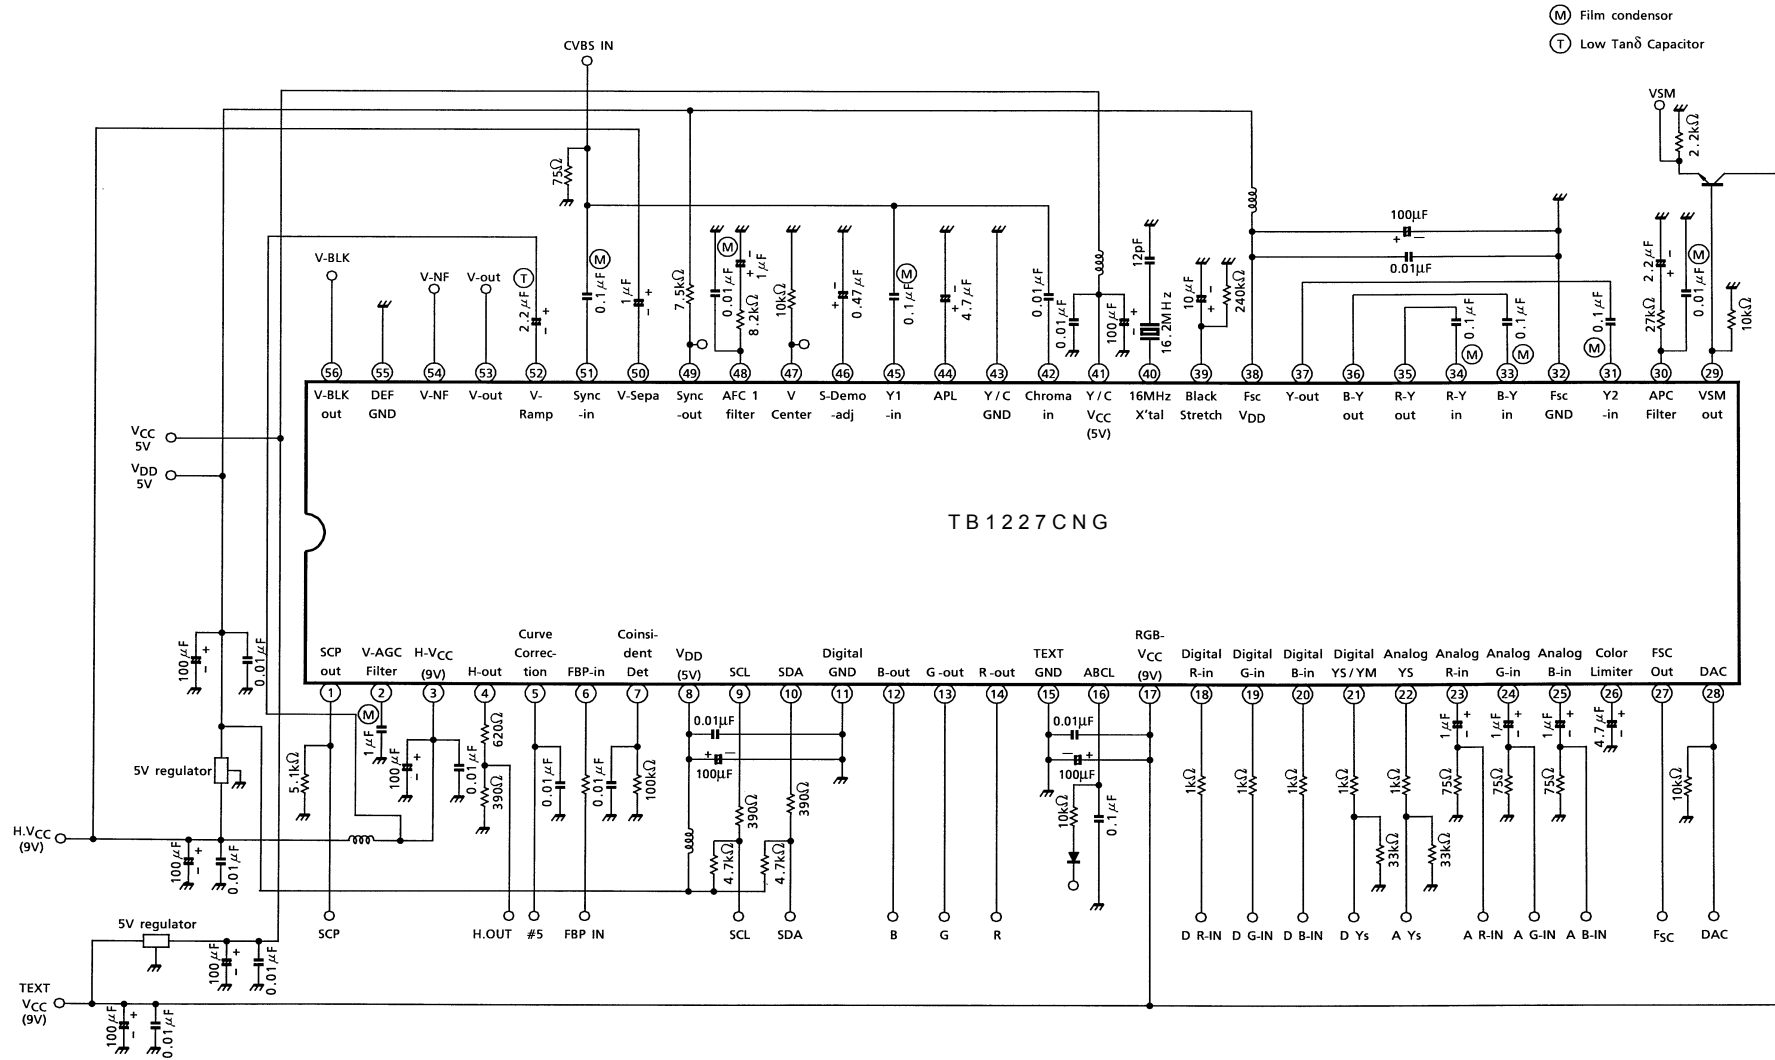 M Film condensor
T Low Tanδ Capacitor
CVBS IN
VSM
2.2kΩ
75Ω
V-BLK
V-NF
V-out
2.2μF T
0.1μF M
1μF
7.5kΩ
0.01μF M
8.2kΩ
1μF
10kΩ
0.47μF
0.1μF M
4.7μF
0.01μF
0.01μF
100μF
12pF
16.2MHz
10μF
240kΩ
100μF
0.01μF
0.1μF M
0.1μF M
0.1μF M
27kΩ
2.2μF
0.01μF M
10kΩ
56 55 54 53 52 51 50 49 48 47 46 45 44 43 42 41 40 39 38 37 36 35 34 33 32 31 30 29
V-BLK out
DEF GND
V-NF
V-out
V-Ramp
Sync -in
V-Sepa
Sync -out
AFC 1 filter
V Center
S-Demo -adj
Y1 -in
APL
Y/C GND
Chroma in
Y/C VCC (5V)
16MHz X'tal
Black Stretch
Fsc VDD
Y-out
B-Y out
R-Y out
R-Y in
B-Y in
Fsc GND
Y2 -in
APC Filter
VSM out
VCC 5V
VDD 5V
TB1227CNG
100μF
0.01μF
SCP out
V-AGC Filter
H-VCC (9V)
H-out
Curve Correc- tion
FBP-in
Coinsi- dent Det
VDD (5V)
SCL
SDA
Digital GND
B-out
G-out
R-out
TEXT GND
ABCL
RGB- VCC (9V)
Digital R-in
Digital G-in
Digital B-in
Digital YS/YM
Analog YS
Analog R-in
Analog G-in
Analog B-in
Color Limiter
FSC Out
DAC
1 2 3 4 5 6 7 8 9 10 11 12 13 14 15 16 17 18 19 20 21 22 23 24 25 26 27 28
5V regulator
5.1kΩ
M
1μF
100μF
0.01μF
620Ω
390Ω
0.01μF
0.01μF
100kΩ
0.01μF
100μF
390Ω
390Ω
4.7kΩ
4.7kΩ
0.01μF
100μF
10kΩ
0.1μF
1kΩ
1kΩ
1kΩ
1kΩ
33kΩ
1kΩ
33kΩ
1μF
75Ω
1μF
75Ω
1μF
75Ω
4.7μF
10kΩ
H.VCC (9V)
100μF
0.01μF
SCP
H.OUT
#5
FBP IN
SCL
SDA
B
G
R
D R-IN
D G-IN
D B-IN
D Ys
A Ys
A R-IN
A G-IN
A B-IN
FSC
DAC
5V regulator
100μF
0.01μF
TEXT
VCC
(9V)
100μF
0.01μF